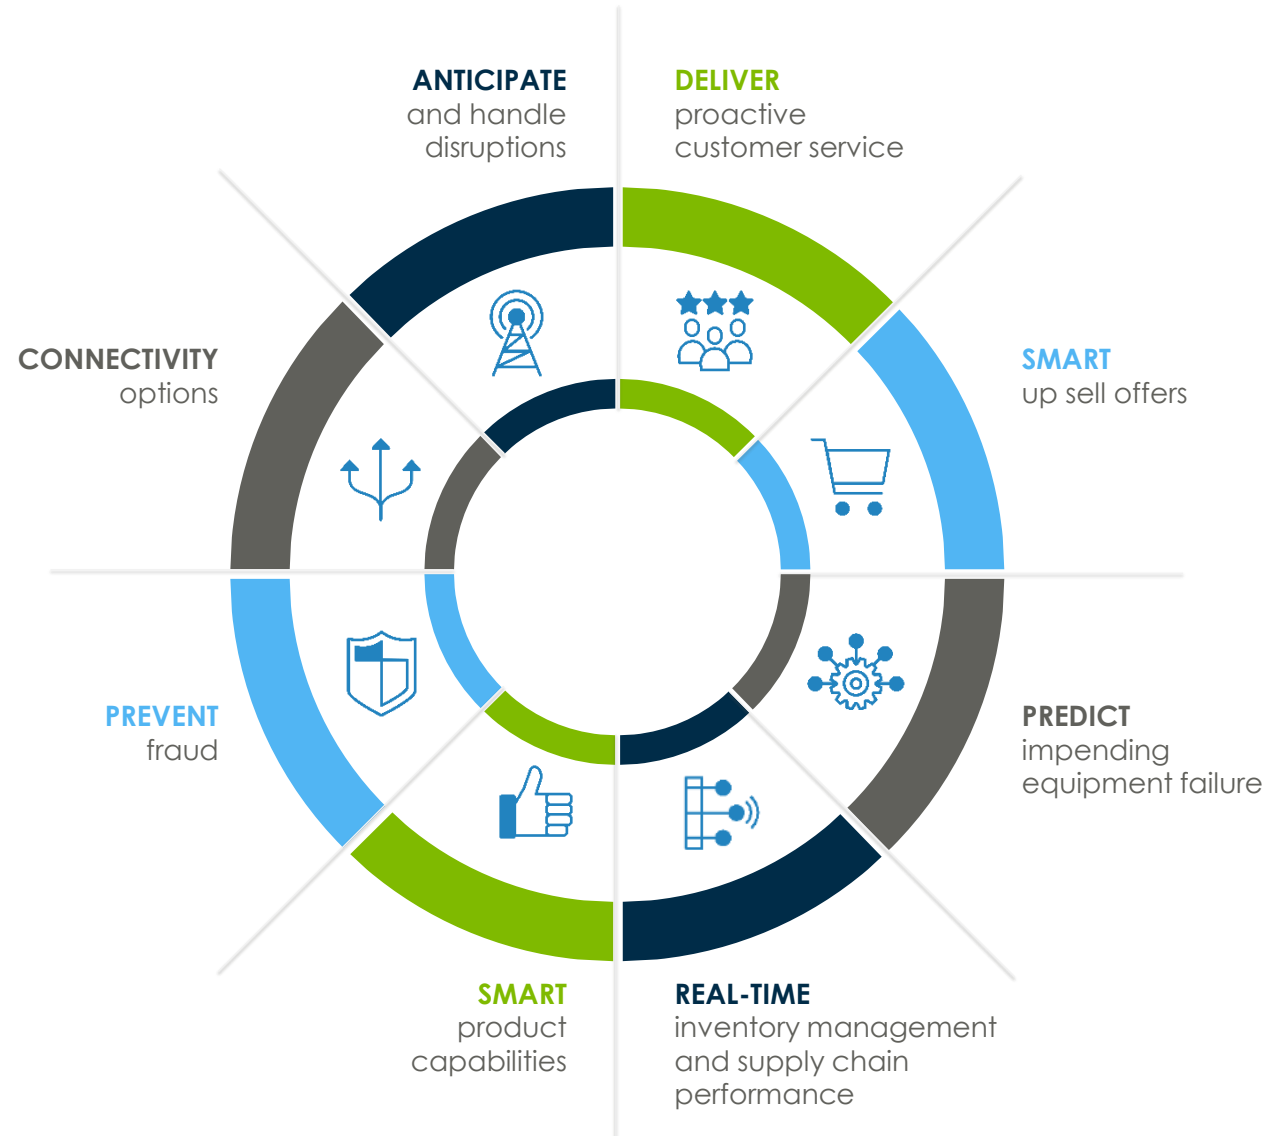 ANTICIPATE
and handle
disruptions
DELIVER
proactive
customer service
CONNECTIVITY
options
SMART
up sell offers
PREVENT
fraud
PREDICT
impending
equipment failure
SMART
product
capabilities
REAL-TIME
inventory management
and supply chain
performance